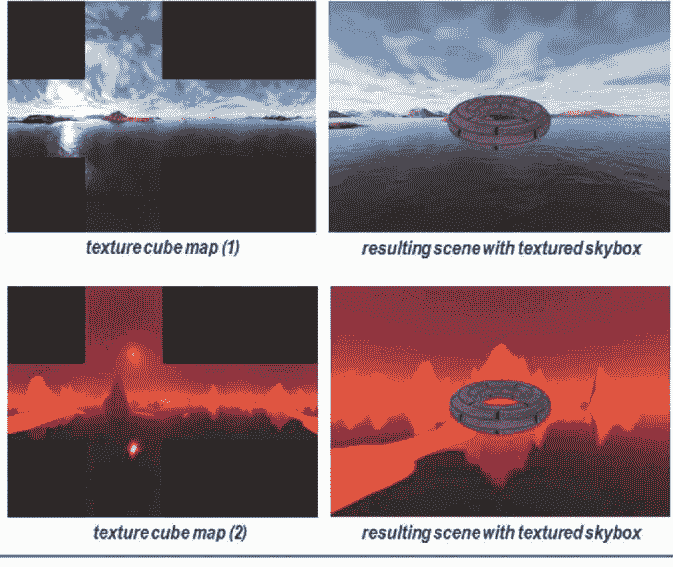 texture cube map (1)
resulting scene with textured skybox
texture cube map (2)
resulting scene with textured skybox